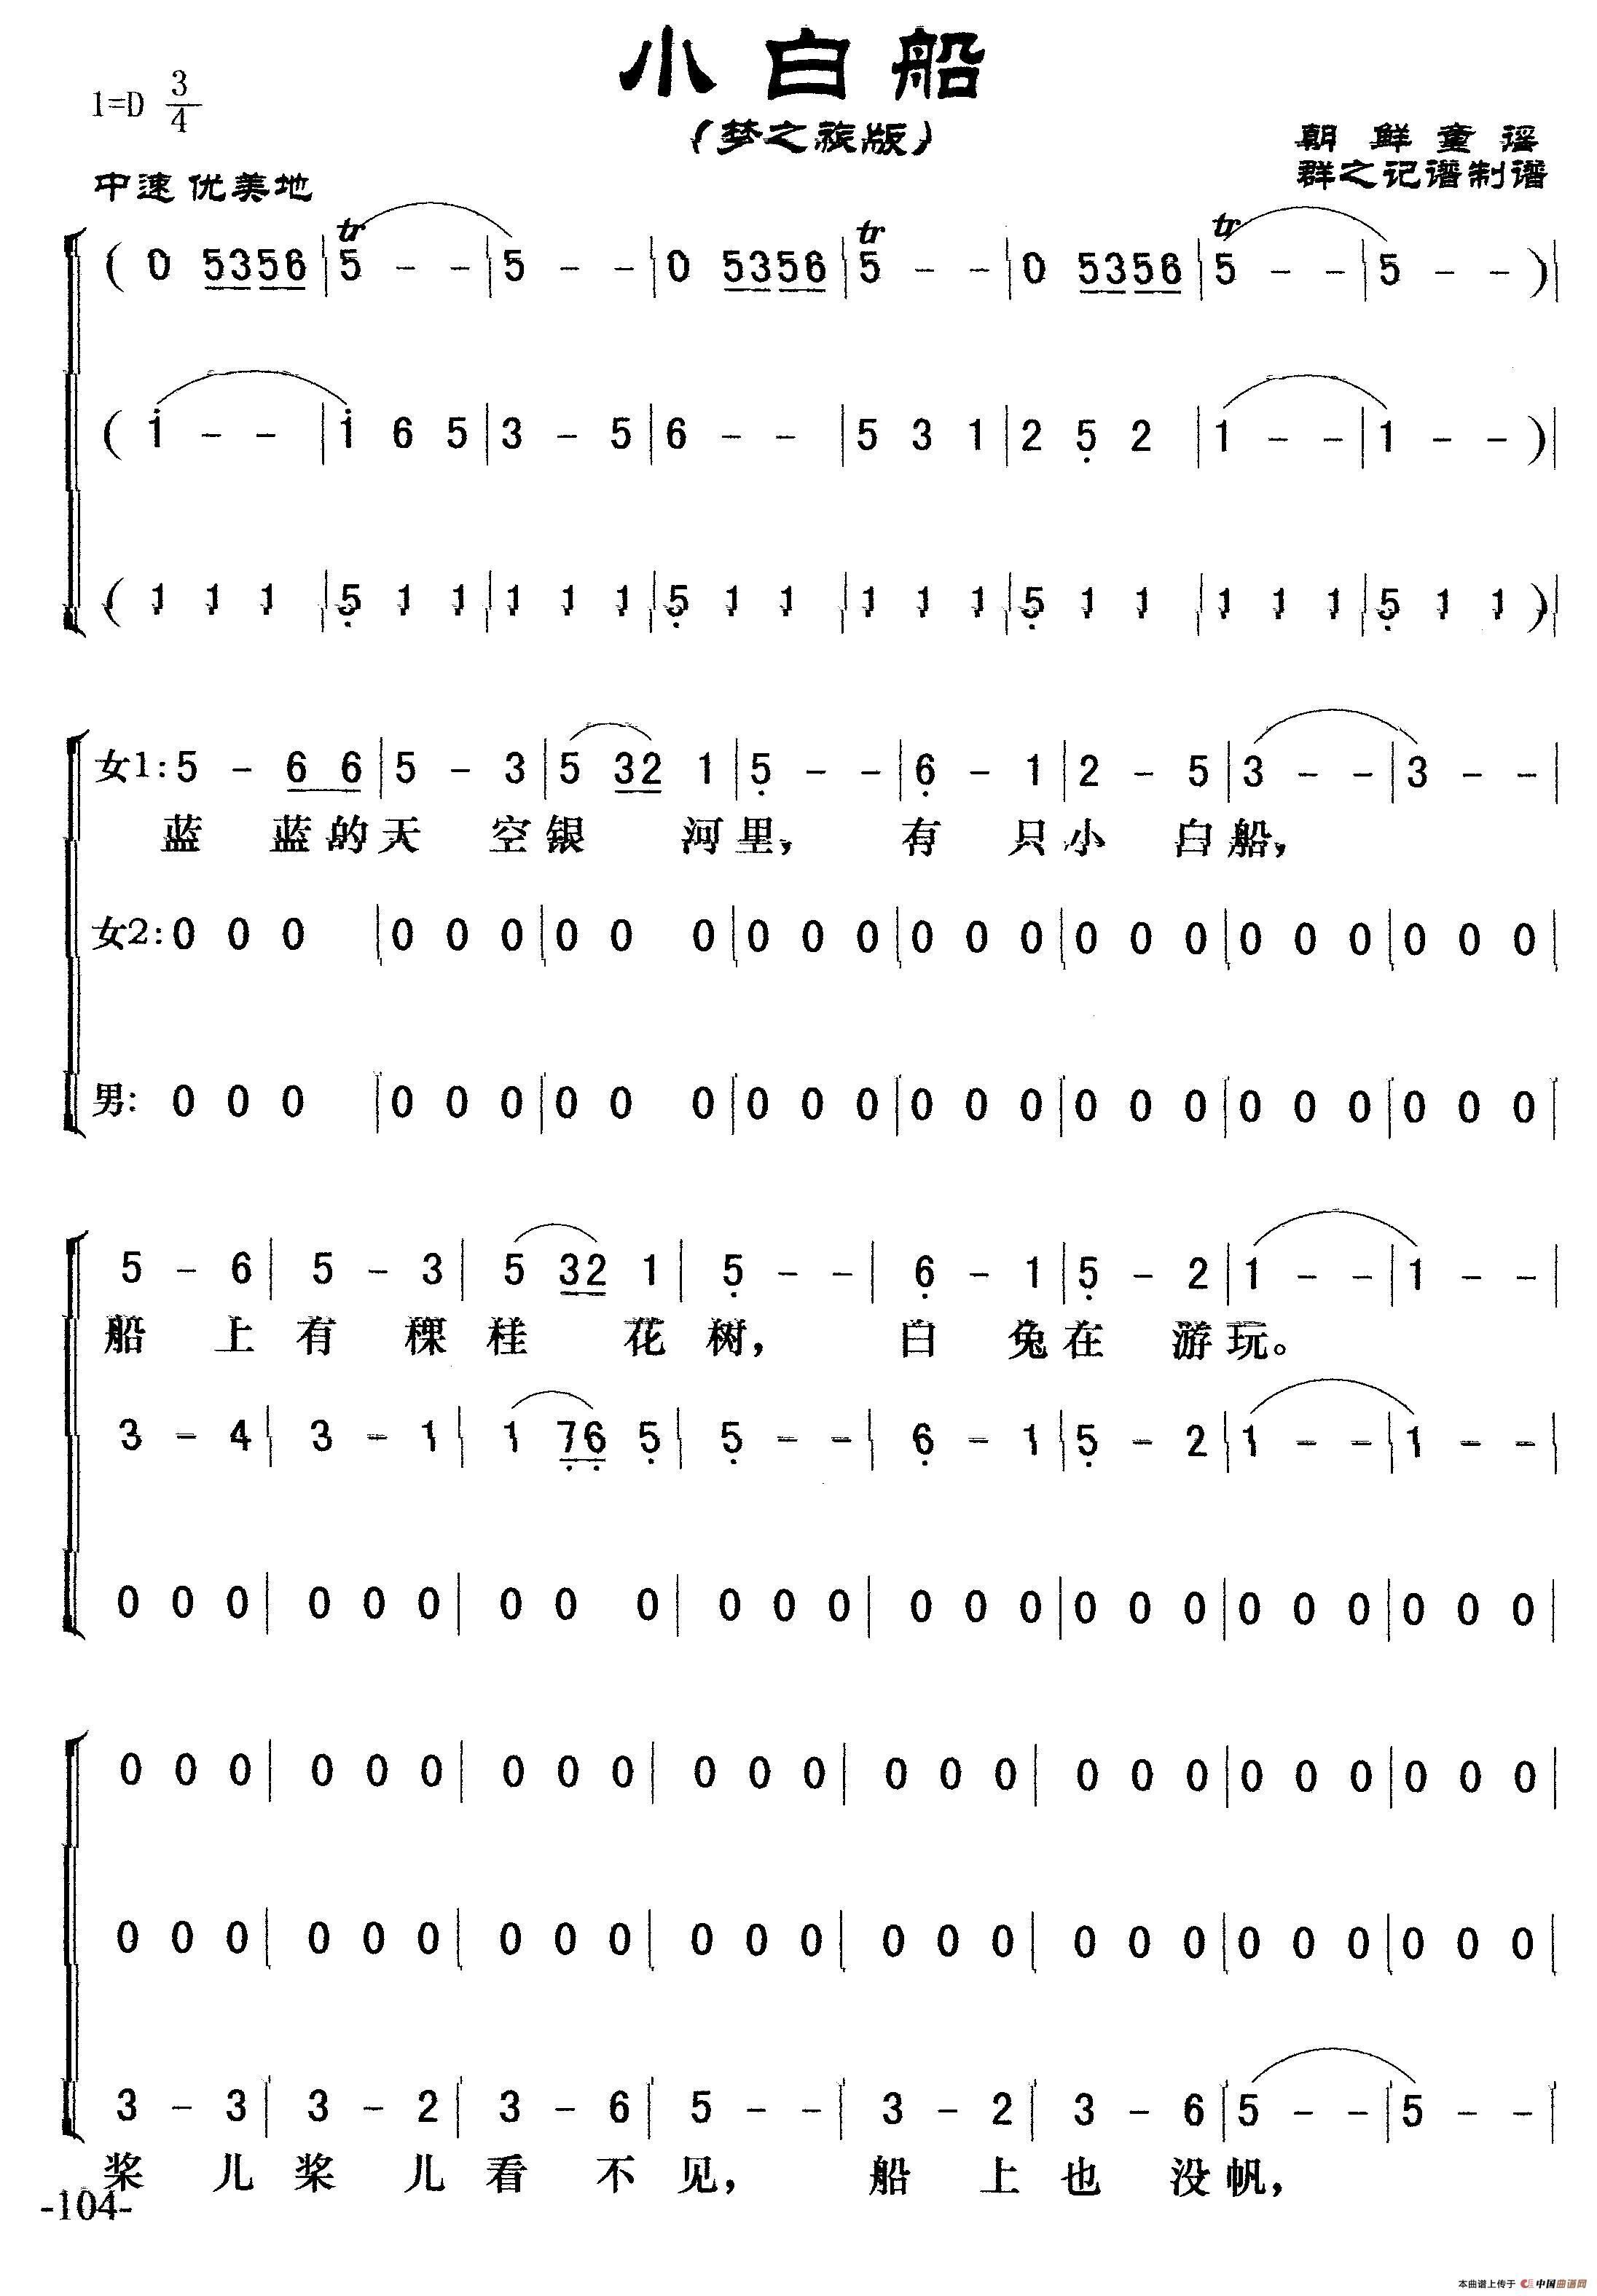 小白船
(梦之旅版)
1=D 3/4
朝鲜童谣
中速 优美地
群之记谱制谱
( 0 5356 | tr 5 - - | 5 - - | 0 5356 | tr 5 - - | 0 5356 | tr 5 - - | 5 - - ) |
( 1̇ - - | 1̇ 6 5 | 3 - 5 | 6 - - | 5 3 1 | 2 5̣ 2 | 1 - - | 1 - - ) |
( 1 1 1 | 5̣ 1 1 | 1 1 1 | 5̣ 1 1 | 1 1 1 | 5̣ 1 1 | 1 1 1 | 5̣ 1 1 ) |
女1: 5 - 6 6 | 5 - 3 | 5 32 1 | 5̣ - - | 6̣ - 1 | 2 - 5 | 3 - - | 3 - - |
蓝 蓝的天 空银 河里， 有 只小 白船，
女2: 0 0 0 | 0 0 0 | 0 0 0 | 0 0 0 | 0 0 0 | 0 0 0 | 0 0 0 | 0 0 0 |
男: 0 0 0 | 0 0 0 | 0 0 0 | 0 0 0 | 0 0 0 | 0 0 0 | 0 0 0 | 0 0 0 |
5 - 6 | 5 - 3 | 5 32 1 | 5̣ - - | 6̣ - 1 | 5̣ - 2 | 1 - - | 1 - - |
船 上有 棵桂 花树， 白 兔在 游玩。
3 - 4 | 3 - 1 | 1 7̣6̣ 5̣ | 5̣ - - | 6̣ - 1 | 5̣ - 2 | 1 - - | 1 - - |
0 0 0 | 0 0 0 | 0 0 0 | 0 0 0 | 0 0 0 | 0 0 0 | 0 0 0 | 0 0 0 |
0 0 0 | 0 0 0 | 0 0 0 | 0 0 0 | 0 0 0 | 0 0 0 | 0 0 0 | 0 0 0 |
0 0 0 | 0 0 0 | 0 0 0 | 0 0 0 | 0 0 0 | 0 0 0 | 0 0 0 | 0 0 0 |
3 - 3 | 3 - 2 | 3 - 6 | 5 - - | 3 - 2 | 3 - 6 | 5 - - | 5 - - |
桨 儿桨 儿看 不见， 船 上也 没帆，
-104-
本曲谱上传于 中国曲谱网